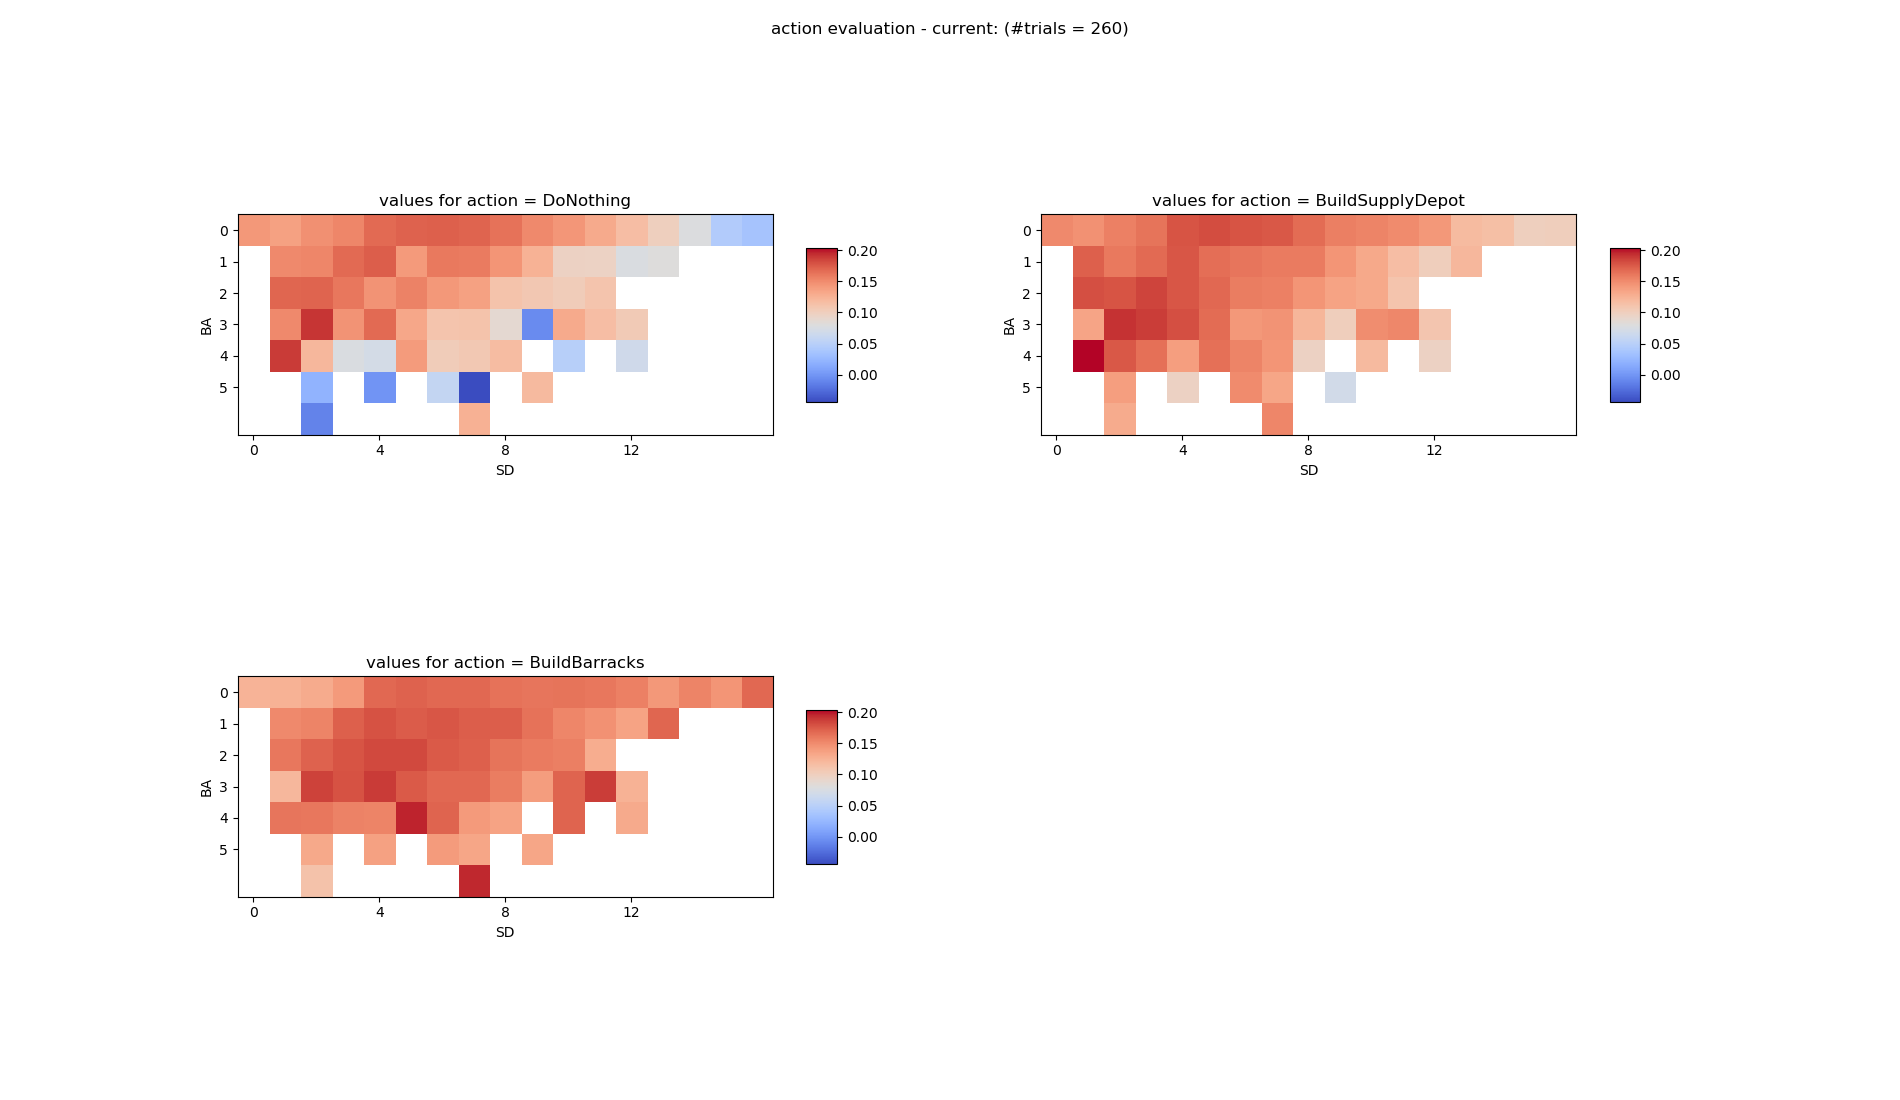 action evaluation - current: (#trials = 260)
values for action = DoNothing
0
1
2
3
4
5
BA
0 4 8 12
SD
0.20
0.15
0.10
0.05
0.00
values for action = BuildSupplyDepot
0
1
2
3
4
5
BA
0 4 8 12
SD
0.20
0.15
0.10
0.05
0.00
values for action = BuildBarracks
0
1
2
3
4
5
BA
0 4 8 12
SD
0.20
0.15
0.10
0.05
0.00